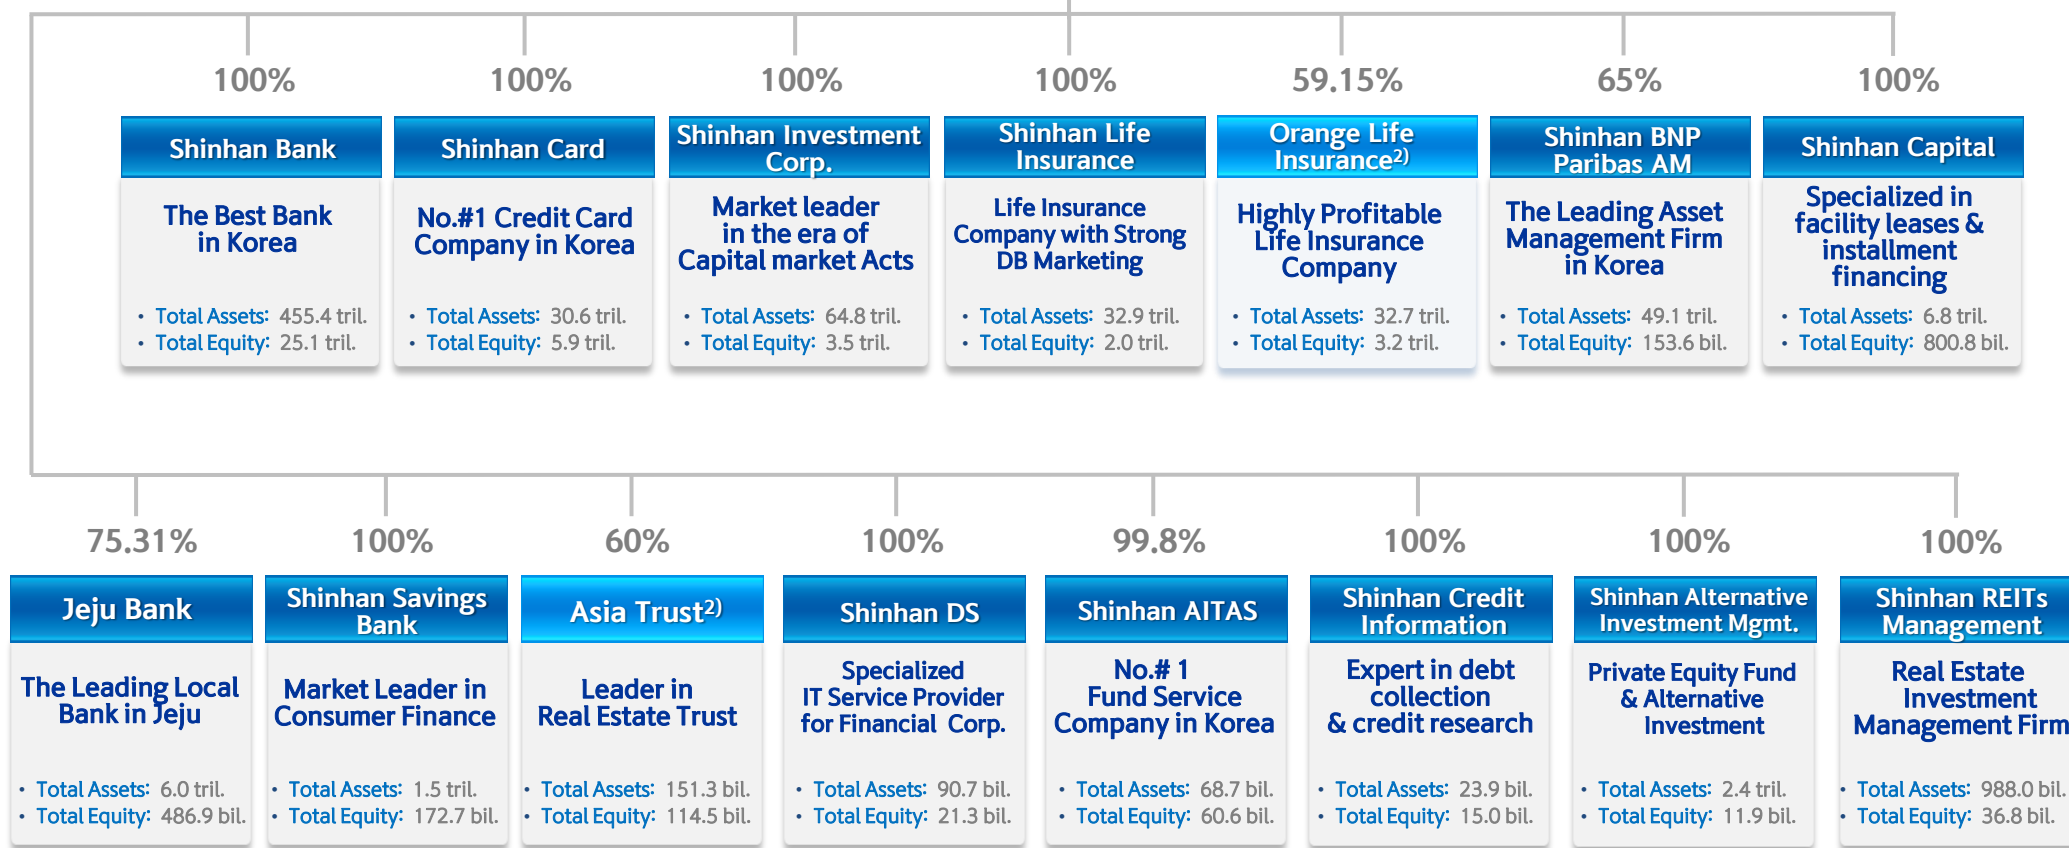 100% 100% 100% 100% 59.15% 65% 100%
Shinhan Bank
The Best Bank
in Korea
• Total Assets: 455.4 tril.
• Total Equity: 25.1 tril.
Shinhan Card
No.#1 Credit Card
Company in Korea
• Total Assets: 30.6 tril.
• Total Equity: 5.9 tril.
Shinhan Investment
Corp.
Market leader
in the era of
Capital market Acts
• Total Assets: 64.8 tril.
• Total Equity: 3.5 tril.
Shinhan Life
Insurance
Life Insurance
Company with Strong
DB Marketing
• Total Assets: 32.9 tril.
• Total Equity: 2.0 tril.
Orange Life
Insurance2)
Highly Profitable
Life Insurance
Company
• Total Assets: 32.7 tril.
• Total Equity: 3.2 tril.
Shinhan BNP
Paribas AM
The Leading Asset
Management Firm
in Korea
• Total Assets: 49.1 tril.
• Total Equity: 153.6 bil.
Shinhan Capital
Specialized in
facility leases &
installment
financing
• Total Assets: 6.8 tril.
• Total Equity: 800.8 bil.
75.31% 100% 60% 100% 99.8% 100% 100% 100%
Jeju Bank
The Leading Local
Bank in Jeju
• Total Assets: 6.0 tril.
• Total Equity: 486.9 bil.
Shinhan Savings
Bank
Market Leader in
Consumer Finance
• Total Assets: 1.5 tril.
• Total Equity: 172.7 bil.
Asia Trust2)
Leader in
Real Estate Trust
• Total Assets: 151.3 bil.
• Total Equity: 114.5 bil.
Shinhan DS
Specialized
IT Service Provider
for Financial Corp.
• Total Assets: 90.7 bil.
• Total Equity: 21.3 bil.
Shinhan AITAS
No.# 1
Fund Service
Company in Korea
• Total Assets: 68.7 bil.
• Total Equity: 60.6 bil.
Shinhan Credit
Information
Expert in debt
collection
& credit research
• Total Assets: 23.9 bil.
• Total Equity: 15.0 bil.
Shinhan Alternative
Investment Mgmt.
Private Equity Fund
& Alternative
Investment
• Total Assets: 2.4 tril.
• Total Equity: 11.9 bil.
Shinhan REITs
Management
Real Estate
Investment
Management Firm
• Total Assets: 988.0 bil.
• Total Equity: 36.8 bil.